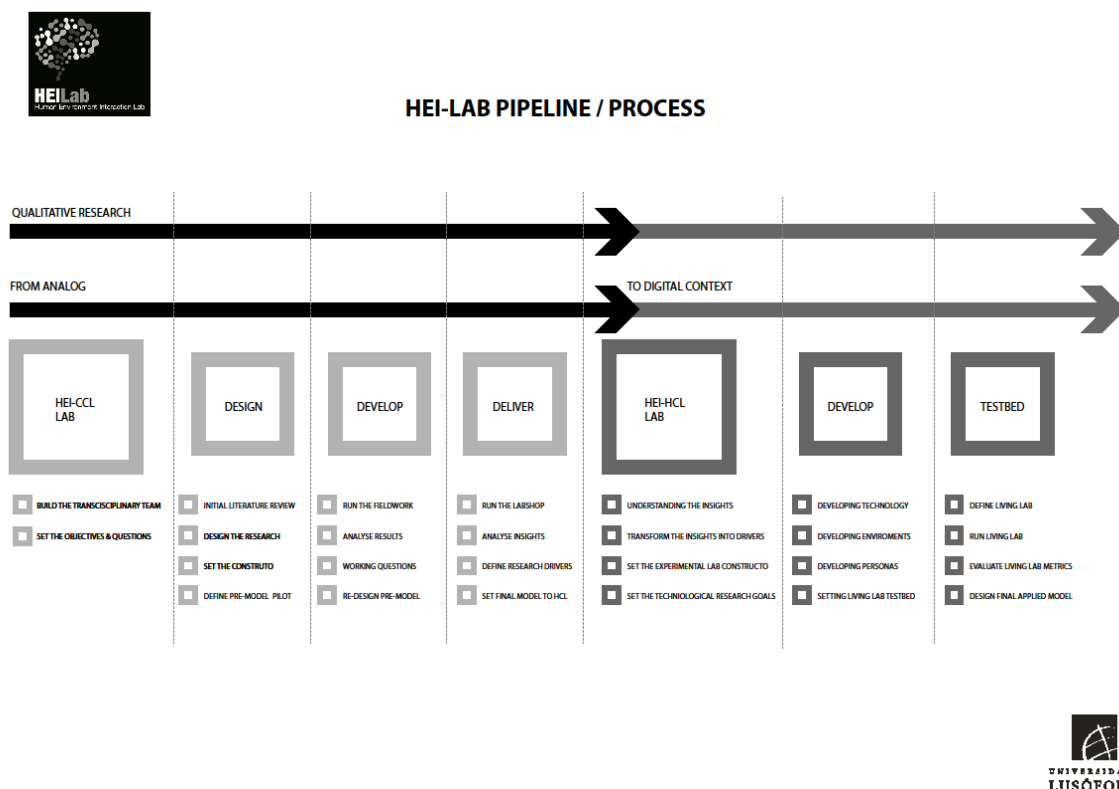 HEILab
Human Environment Interaction Lab
HEI-LAB PIPELINE / PROCESS
QUALITATIVE RESEARCH
FROM ANALOG
TO DIGITAL CONTEXT
HEI-CCL
LAB
DESIGN
DEVELOP
DELIVER
HEI-HCL
LAB
DEVELOP
TESTBED
BUILD THE TRANSCISCIPLINARY TEAM
SET THE OBJECTIVES & QUESTIONS
INITIAL LITERATURE REVIEW
DESIGN THE RESEARCH
SET THE CONSTRUTO
DEFINE PRE-MODEL PILOT
RUN THE FIELDWORK
ANALYSE RESULTS
WORKING QUESTIONS
RE-DESIGN PRE-MODEL
RUN THE LABSHOP
ANALYSE INSIGHTS
DEFINE RESEARCH DRIVERS
SET FINAL MODEL TO HCL
UNDERSTANDING THE INSIGHTS
TRANSFORM THE INSIGHTS INTO DRIVERS
SET THE EXPERIMENTAL LAB CONSTRUCTO
SET THE TECHNIOLOGICAL RESEARCH GOALS
DEVELOPING TECHNOLOGY
DEVELOPING ENVIROMENTS
DEVELOPING PERSONAS
SETTING LIVING LAB TESTBED
DEFINE LIVING LAB
RUN LIVING LAB
EVALUATE LIVING LAB METRICS
DESIGN FINAL APPLIED MODEL
UNIVERSIDA
LUSÓFO